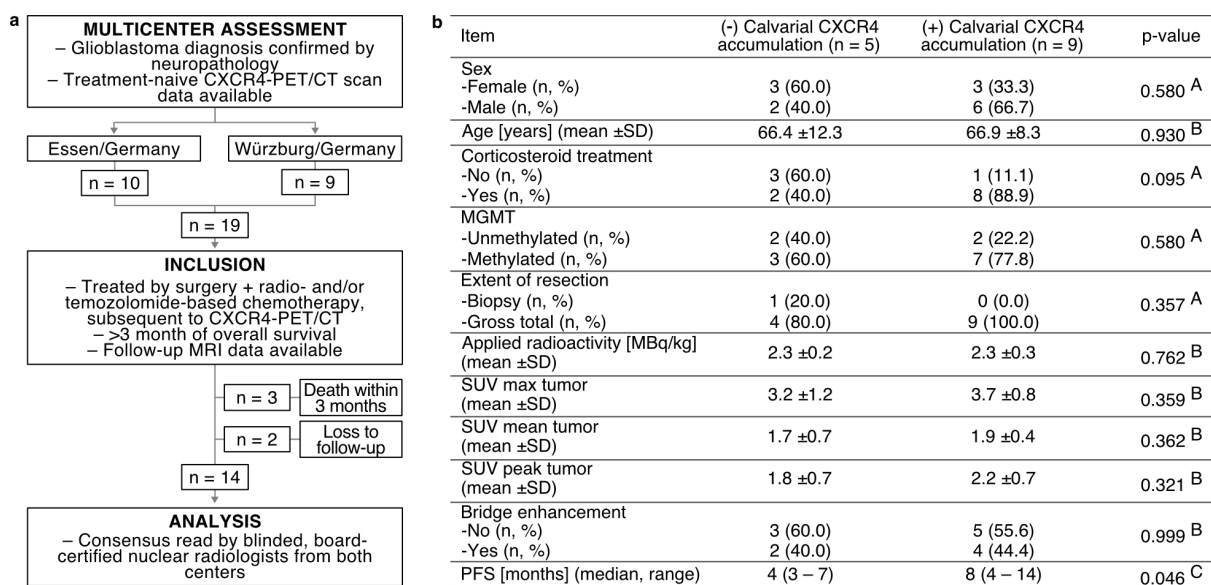 a
MULTICENTER ASSESSMENT
– Glioblastoma diagnosis confirmed by
neuropathology
– Treatment-naive CXCR4-PET/CT scan
data available
Essen/Germany
Würzburg/Germany
n = 10
n = 9
n = 19
INCLUSION
– Treated by surgery + radio- and/or
temozolomide-based chemotherapy,
subsequent to CXCR4-PET/CT
– >3 month of overall survival
– Follow-up MRI data available
n = 3
Death within
3 months
n = 2
Loss to
follow-up
n = 14
ANALYSIS
– Consensus read by blinded, board-
certified nuclear radiologists from both
centers
b
Item (-) Calvarial CXCR4 accumulation (n = 5) (+) Calvarial CXCR4 accumulation (n = 9) p-value
Sex
-Female (n, %) 3 (60.0) 3 (33.3) 0.580 A
-Male (n, %) 2 (40.0) 6 (66.7)
Age [years] (mean ±SD) 66.4 ±12.3 66.9 ±8.3 0.930 B
Corticosteroid treatment
-No (n, %) 3 (60.0) 1 (11.1) 0.095 A
-Yes (n, %) 2 (40.0) 8 (88.9)
MGMT
-Unmethylated (n, %) 2 (40.0) 2 (22.2) 0.580 A
-Methylated (n, %) 3 (60.0) 7 (77.8)
Extent of resection
-Biopsy (n, %) 1 (20.0) 0 (0.0) 0.357 A
-Gross total (n, %) 4 (80.0) 9 (100.0)
Applied radioactivity [MBq/kg]
(mean ±SD) 2.3 ±0.2 2.3 ±0.3 0.762 B
SUV max tumor
(mean ±SD) 3.2 ±1.2 3.7 ±0.8 0.359 B
SUV mean tumor
(mean ±SD) 1.7 ±0.7 1.9 ±0.4 0.362 B
SUV peak tumor
(mean ±SD) 1.8 ±0.7 2.2 ±0.7 0.321 B
Bridge enhancement
-No (n, %) 3 (60.0) 5 (55.6) 0.999 B
-Yes (n, %) 2 (40.0) 4 (44.4)
PFS [months] (median, range) 4 (3 – 7) 8 (4 – 14) 0.046 C